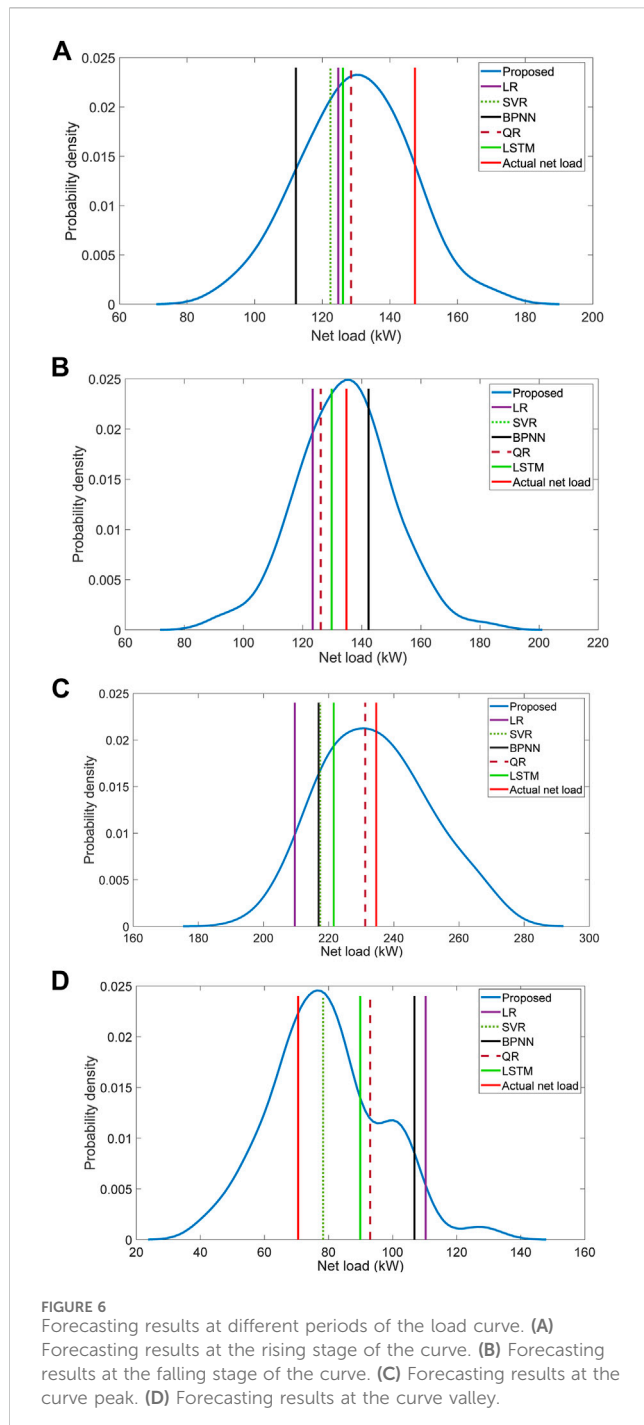 A
Probability density
0.025
0.02
0.015
0.01
0.005
0
60 80 100 120 140 160 180 200
Net load (kW)
Proposed
LR
SVR
BPNN
QR
LSTM
Actual net load
B
Probability density
0.025
0.02
0.015
0.01
0.005
0
60 80 100 120 140 160 180 200 220
Net load (kW)
Proposed
LR
SVR
BPNN
QR
LSTM
Actual net load
C
Probability density
0.025
0.02
0.015
0.01
0.005
0
160 180 200 220 240 260 280 300
Net load (kW)
Proposed
LR
SVR
BPNN
QR
LSTM
Actual net load
D
Probability density
0.025
0.02
0.015
0.01
0.005
0
20 40 60 80 100 120 140 160
Net load (kW)
Proposed
LR
SVR
BPNN
QR
LSTM
Actual net load
FIGURE 6
Forecasting results at different periods of the load curve. (A)
Forecasting results at the rising stage of the curve. (B) Forecasting
results at the falling stage of the curve. (C) Forecasting results at the
curve peak. (D) Forecasting results at the curve valley.